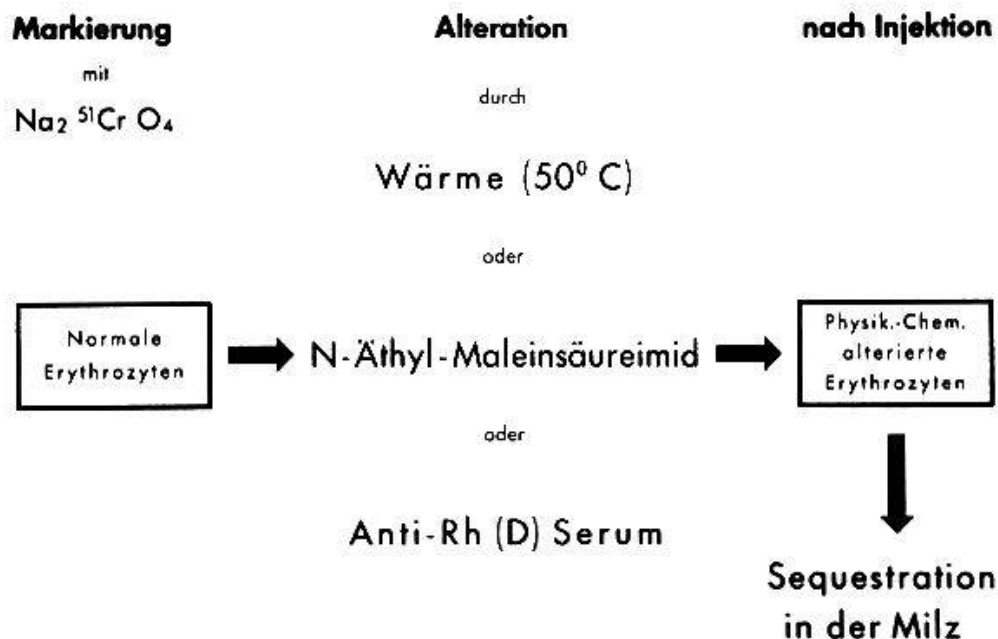 Markierung
mit
Na₂ ⁵¹Cr O₄
Alteration
durch
Wärme (50⁰ C)
oder
N-Äthyl-Maleinsäureimid
oder
Anti-Rh (D) Serum
nach Injektion
Normale
Erythrozyten
Physik.-Chem.
alterierte
Erythrozyten
Sequestration
in der Milz